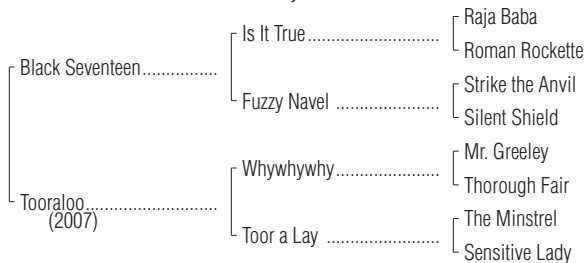 Raja Baba
Is It True
Roman Rockette
Black Seventeen
Strike the Anvil
Fuzzy Navel
Silent Shield
Mr. Greeley
Whywhywhy
Thorough Fair
Tooraloo
(2007)
The Minstrel
Toor a Lay
Sensitive Lady